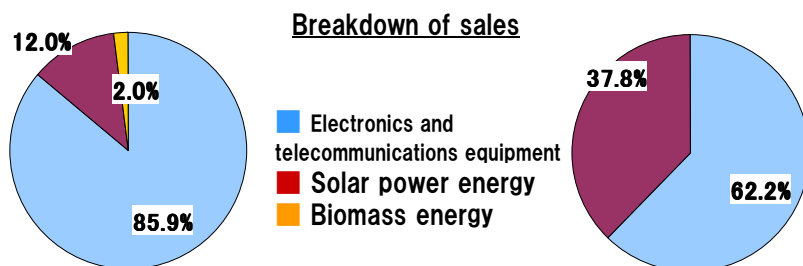 Breakdown of sales
12.0%
2.0%
85.9%
Electronics and
telecommunications equipment
Solar power energy
Biomass energy
37.8%
62.2%